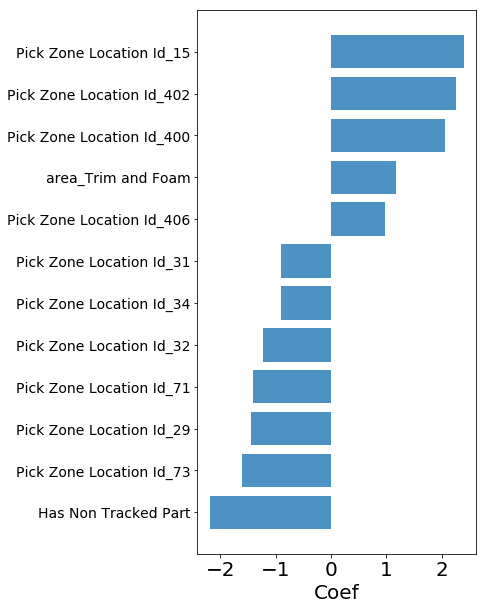 Pick Zone Location Id_15
Pick Zone Location Id_402
Pick Zone Location Id_400
area_Trim and Foam
Pick Zone Location Id_406
Pick Zone Location Id_31
Pick Zone Location Id_34
Pick Zone Location Id_32
Pick Zone Location Id_71
Pick Zone Location Id_29
Pick Zone Location Id_73
Has Non Tracked Part
−2 −1 0 1 2
Coef